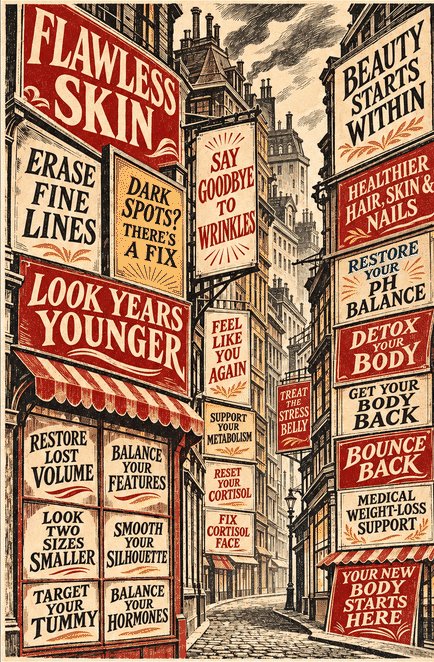 FLAWLESS
SKIN
ERASE
FINE
LINES
DARK
SPOTS?
THERE'S
A FIX
SAY
GOODBYE
TO
WRINKLES
LOOK YEARS
YOUNGER
RESTORE
LOST
VOLUME
BALANCE
YOUR
FEATURES
LOOK
TWO
SIZES
SMALLER
SMOOTH
YOUR
SILHOUETTE
TARGET
YOUR
TUMMY
BALANCE
YOUR
HORMONES
FEEL
LIKE
YOU
AGAIN
SUPPORT
YOUR
METABOLISM
RESET
YOUR
CORTISOL
FIX
CORTISOL
FACE
TREAT
THE
STRESS
BELLY
BEAUTY
STARTS
WITHIN
HEALTHIER
HAIR, SKIN &
NAILS
RESTORE
YOUR
PH
BALANCE
DETOX
YOUR
BODY
GET YOUR
BODY
BACK
BOUNCE
BACK
MEDICAL
WEIGHT-LOSS
SUPPORT
YOUR NEW
BODY
STARTS
HERE